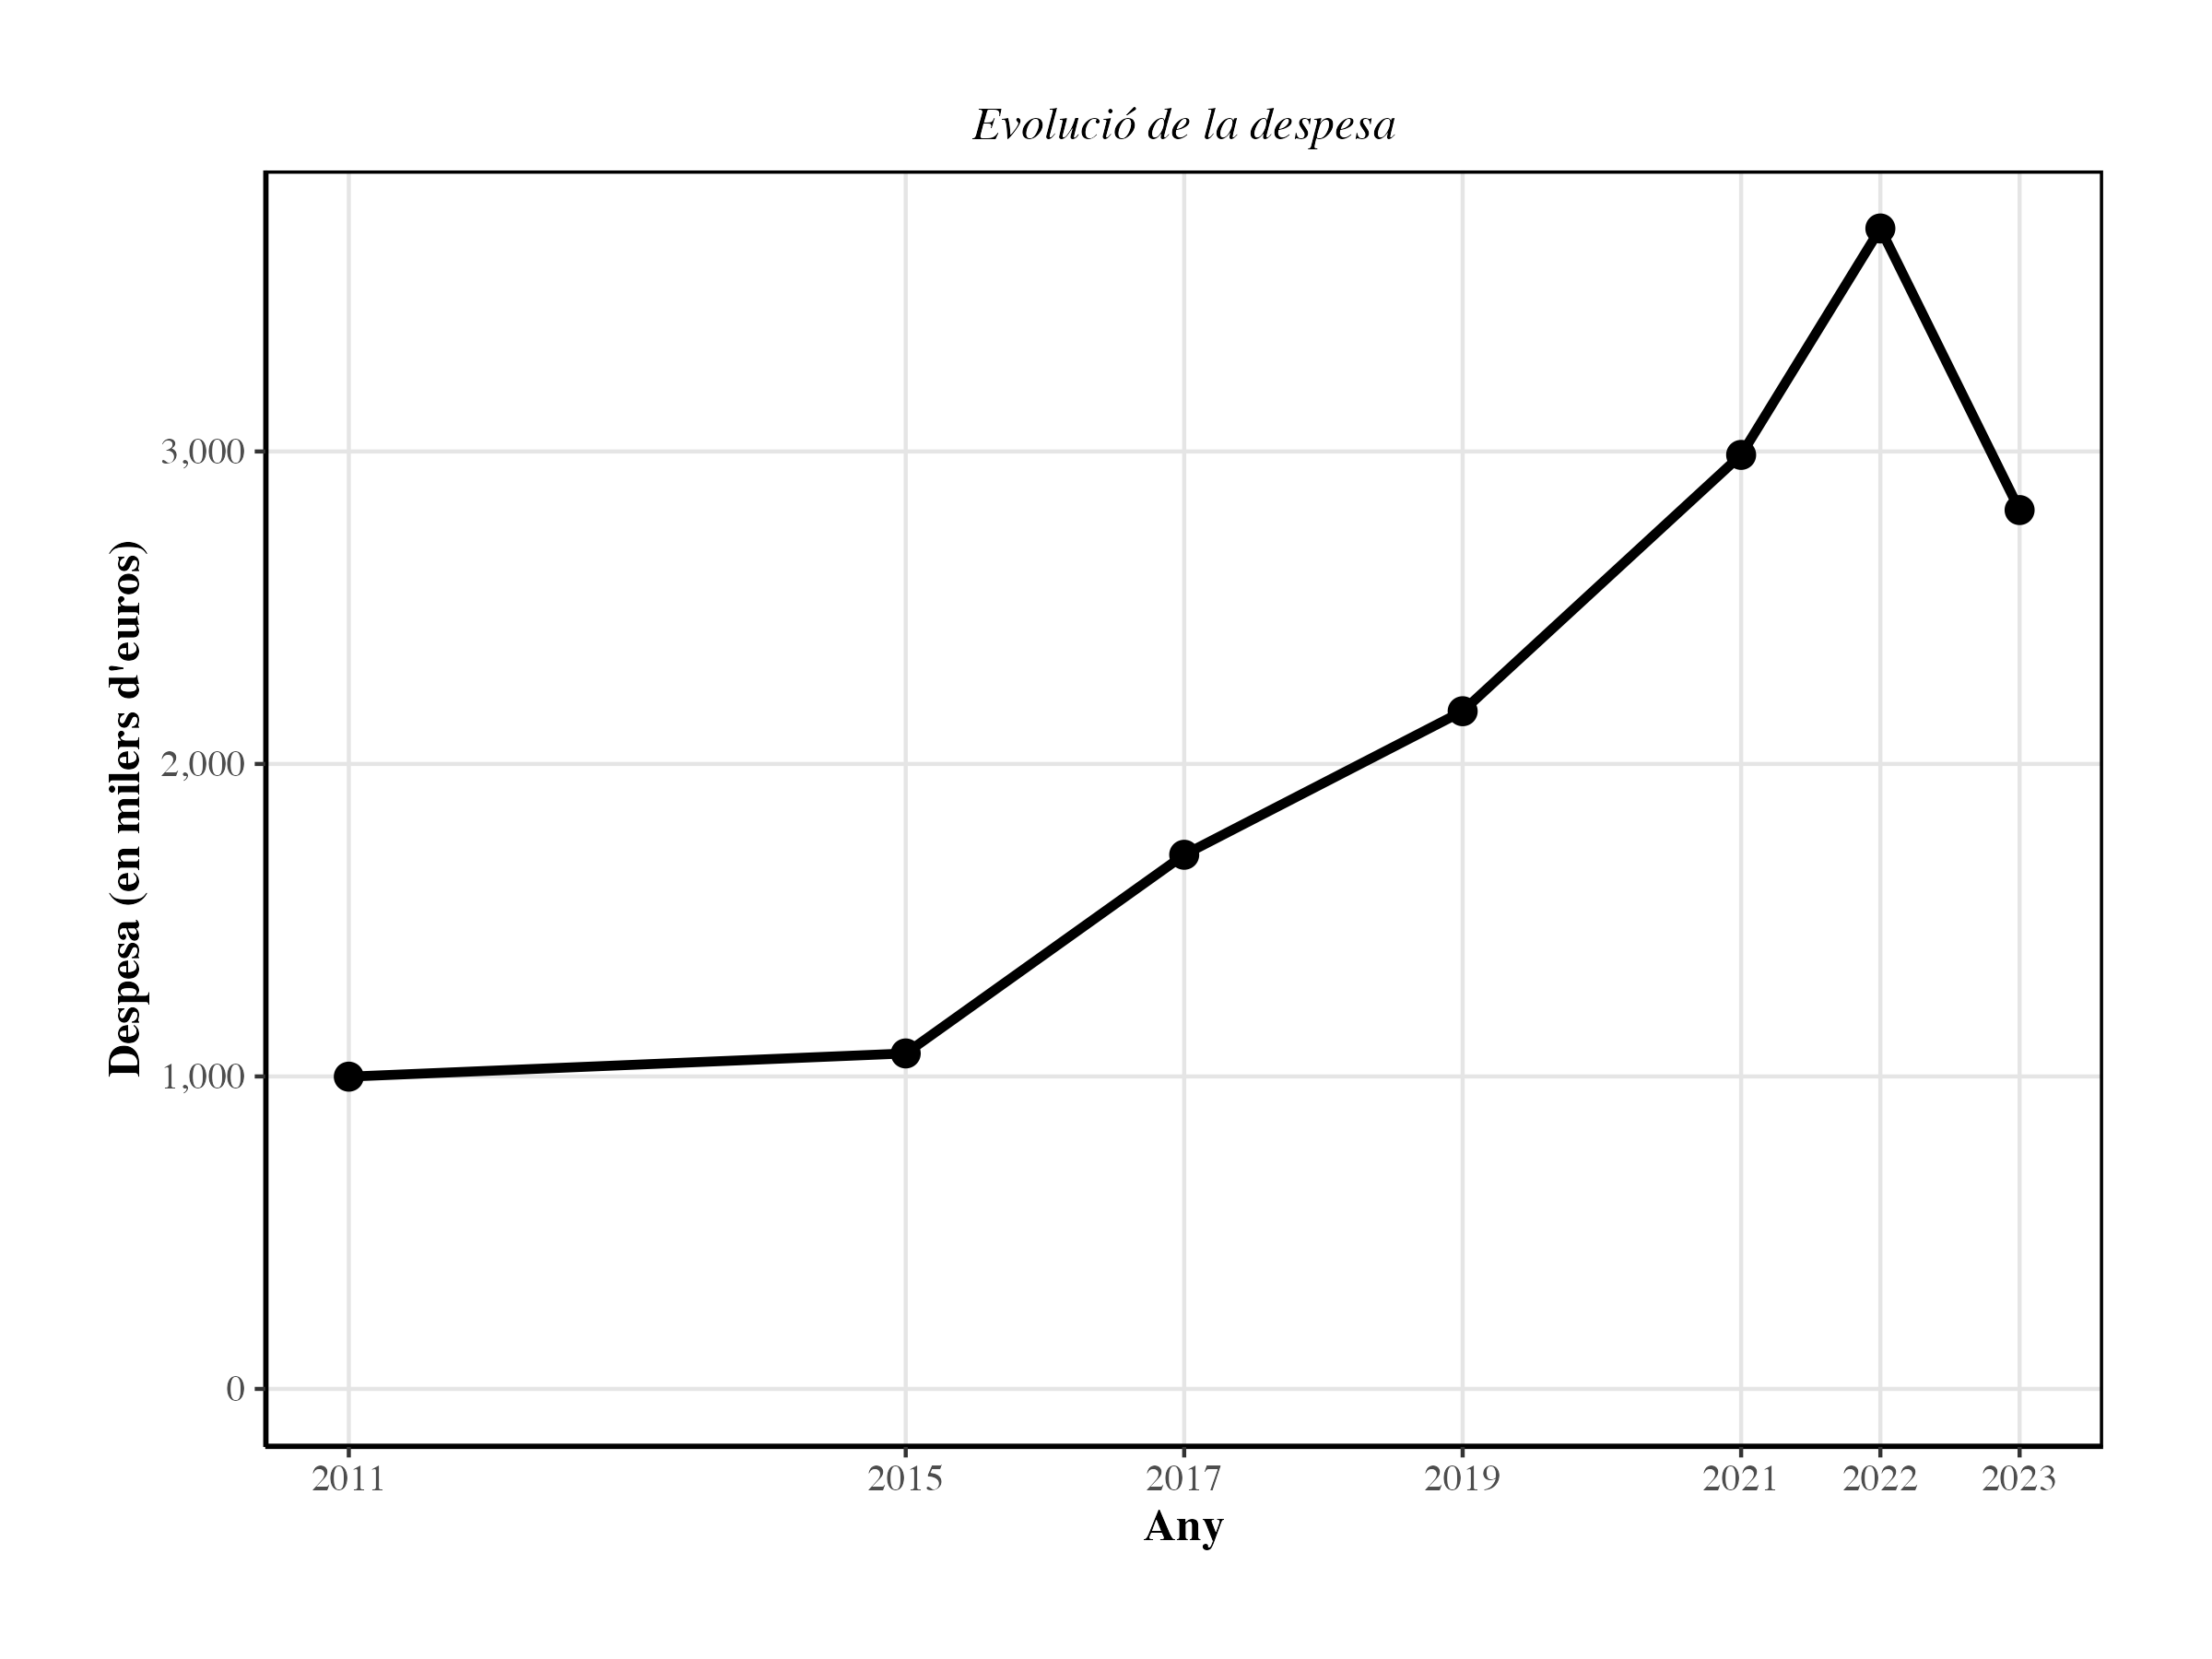 Evolució de la despesa
Despesa (en milers d'euros)
3,000
2,000
1,000
0
2011 2015 2017 2019 2021 2022 2023
Any